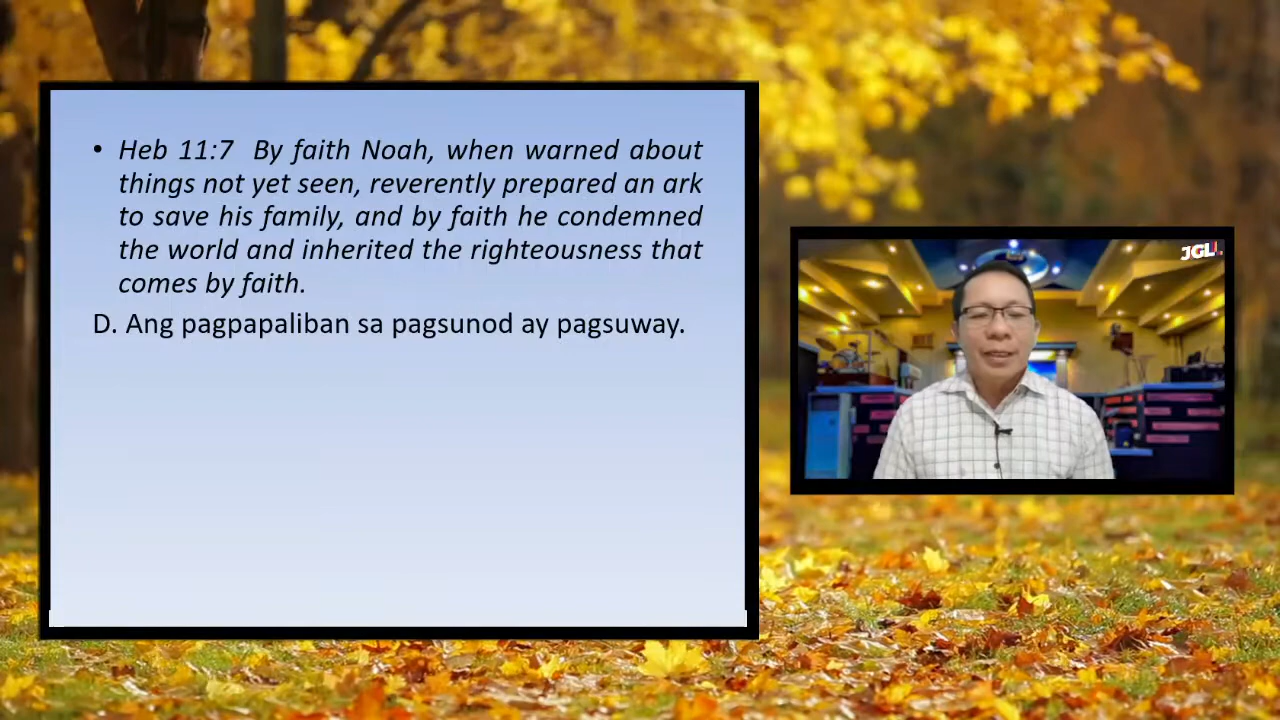 • Heb 11:7 By faith Noah, when warned about
things not yet seen, reverently prepared an ark
to save his family, and by faith he condemned
the world and inherited the righteousness that
comes by faith.
D. Ang pagpapaliban sa pagsunod ay pagsuway.
JGL